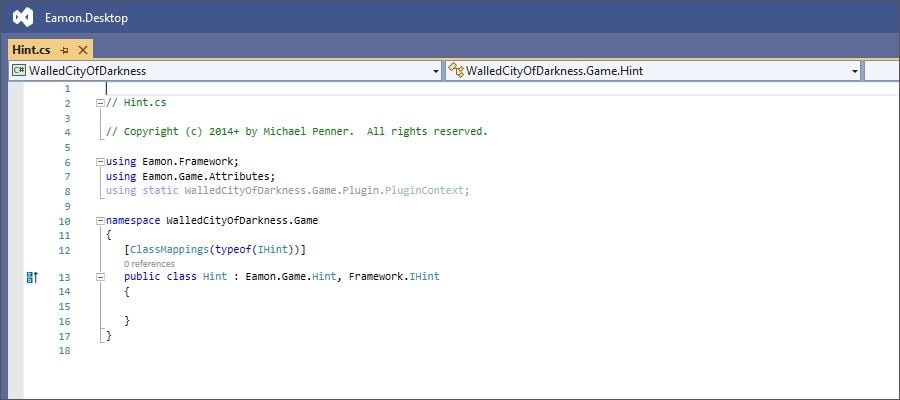 Eamon.Desktop
Hint.cs
C# WalledCityOfDarkness WalledCityOfDarkness.Game.Hint
1
2 // Hint.cs
3
4 // Copyright (c) 2014+ by Michael Penner.  All rights reserved.
5
6 using Eamon.Framework;
7 using Eamon.Game.Attributes;
8 using static WalledCityOfDarkness.Game.Plugin.PluginContext;
9
10 namespace WalledCityOfDarkness.Game
11 {
12 [ClassMappings(typeof(IHint))]
0 references
13 public class Hint : Eamon.Game.Hint, Framework.IHint
14 {
15
16 }
17 }
18